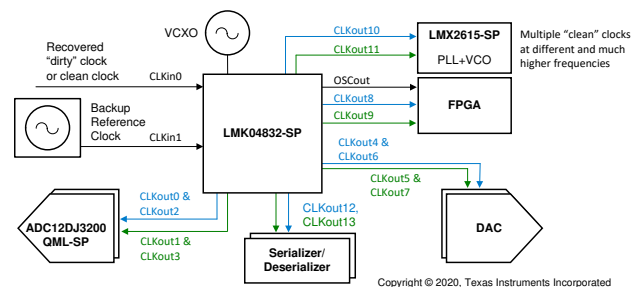 VCXO
CLKout10
CLKout11
LMX2615-SP
PLL+VCO
Multiple “clean” clocks
at different and much
higher frequencies
Recovered
“dirty” clock
or clean clock
CLKin0
OSCout
CLKout8
CLKout9
FPGA
Backup
Reference
Clock
CLKin1
LMK04832-SP
CLKout4 &
CLKout6
CLKout5 &
CLKout7
CLKout0 &
CLKout2
CLKout1 &
CLKout3
ADC12DJ3200
QML-SP
CLKout12,
CLKout13
DAC
Serializer/
Deserializer
Copyright © 2020, Texas Instruments Incorporated